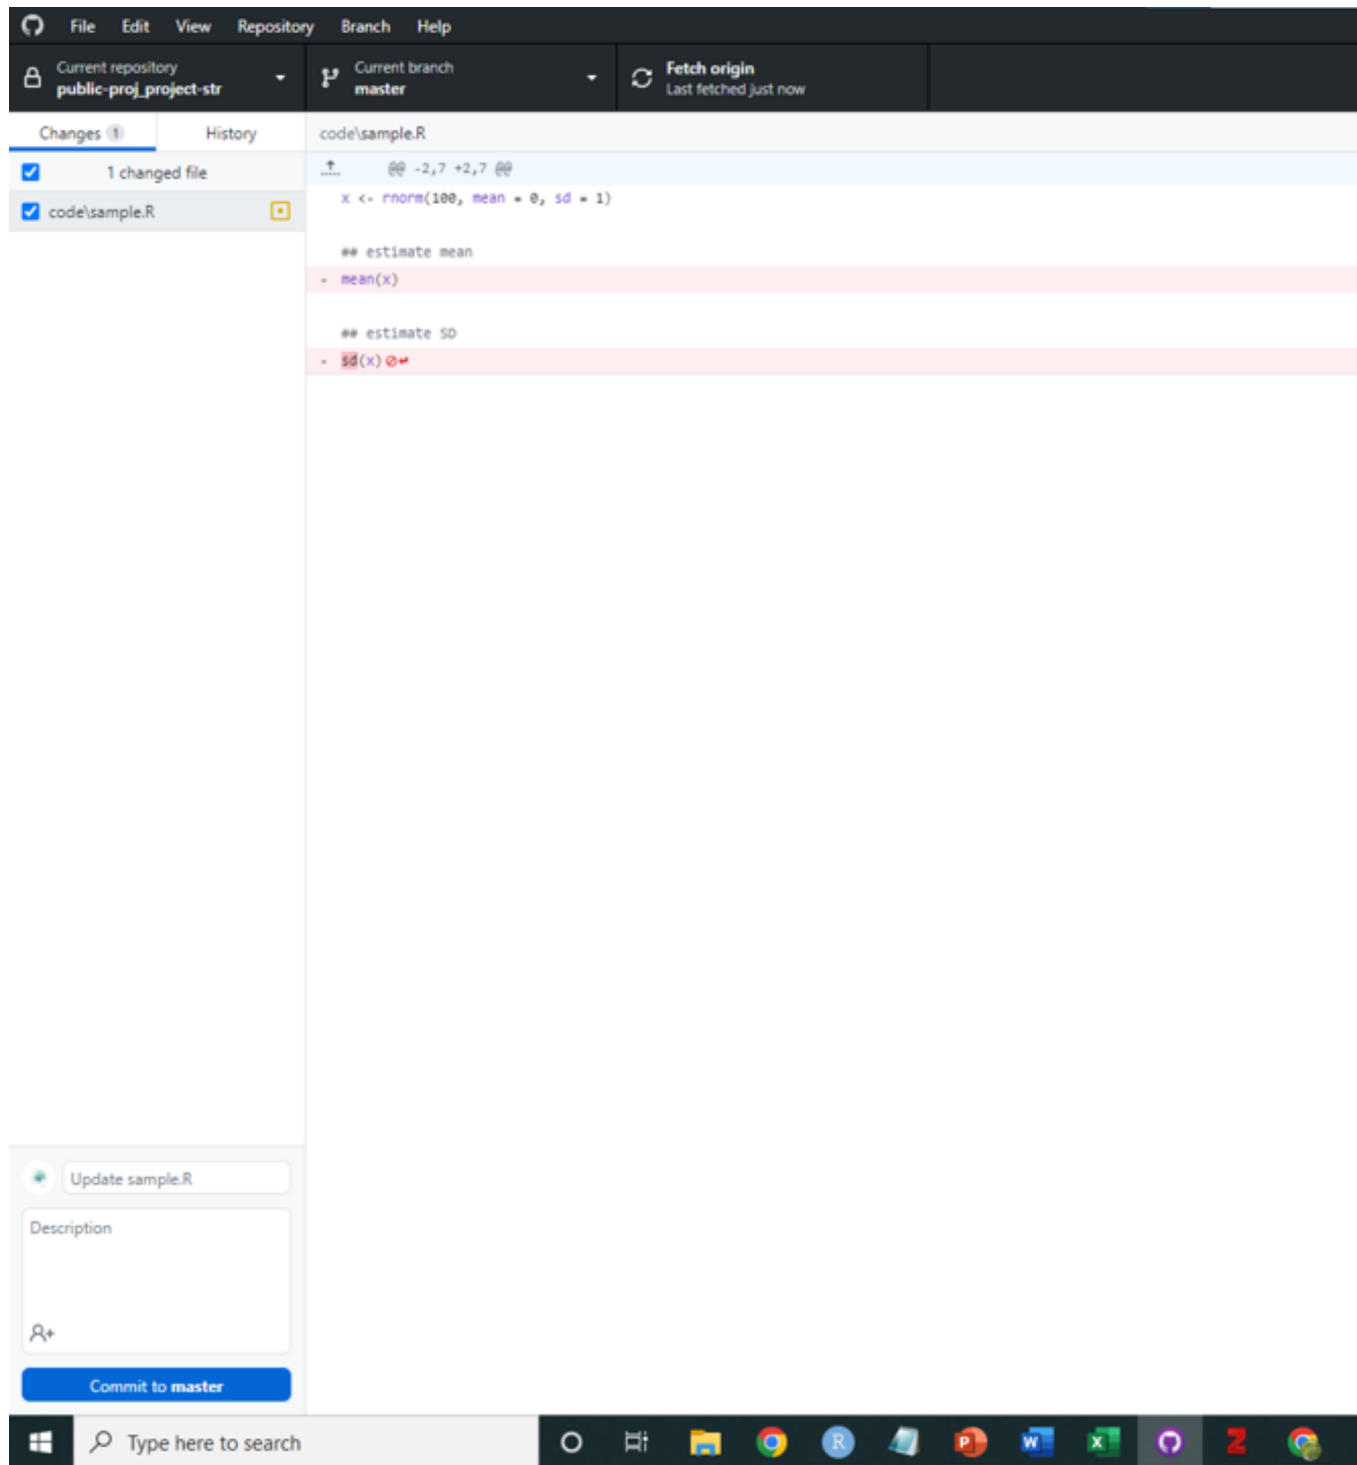 File Edit View Repository Branch Help
Current repository
public-proj_project-str
Current branch
master
Fetch origin
Last fetched just now
Changes 1 History
code\sample.R
1 changed file
@@ -2,7 +2,7 @@
code\sample.R
x <- rnorm(100, mean = 0, sd = 1)
## estimate mean
- mean(x)
## estimate SD
- sd(x)
Update sample.R
Description
Commit to master
Type here to search
R
P
W
X
Z